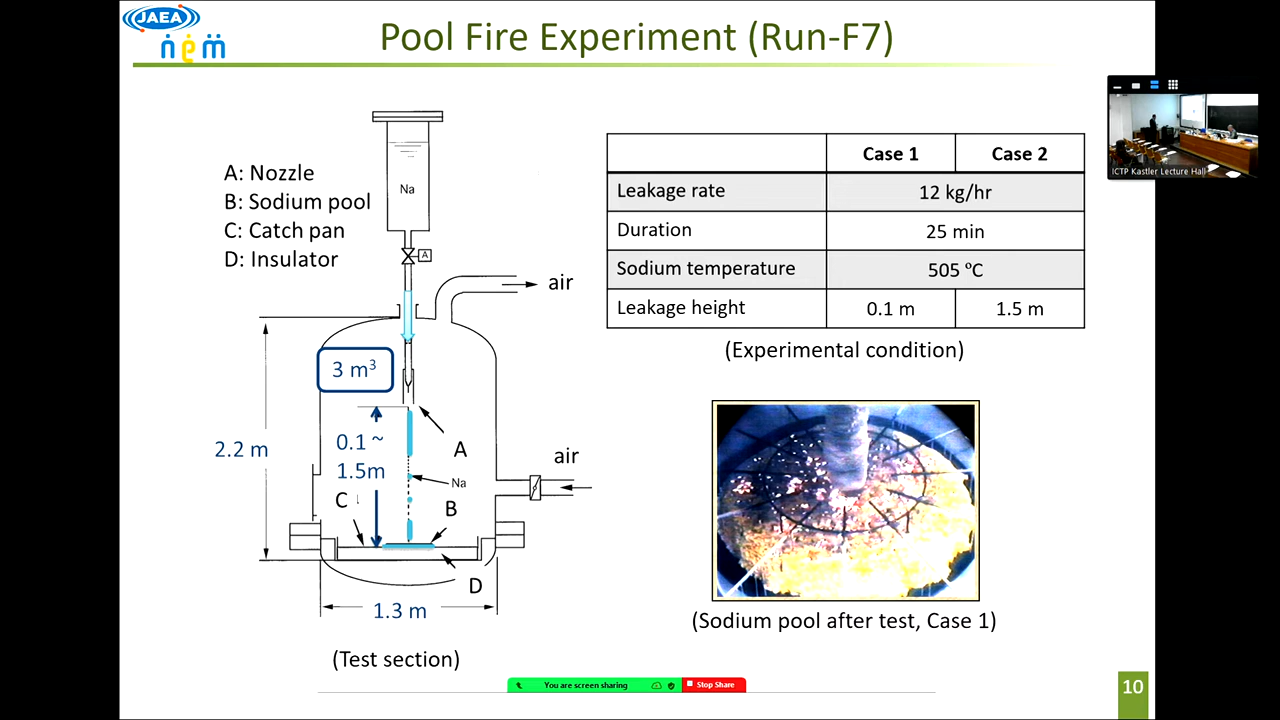 JAEA
nem
Pool Fire Experiment (Run-F7)
A: Nozzle
B: Sodium pool
C: Catch pan
D: Insulator
Na
A
air
3 m³
2.2 m
0.1 ~
1.5m
A
Na
C
B
air
D
1.3 m
(Test section)
Case 1 Case 2
Leakage rate 12 kg/hr
Duration 25 min
Sodium temperature 505 ºC
Leakage height 0.1 m 1.5 m
(Experimental condition)
(Sodium pool after test, Case 1)
ICTP Kastler Lecture Hall
You are screen sharing
Stop Share
10